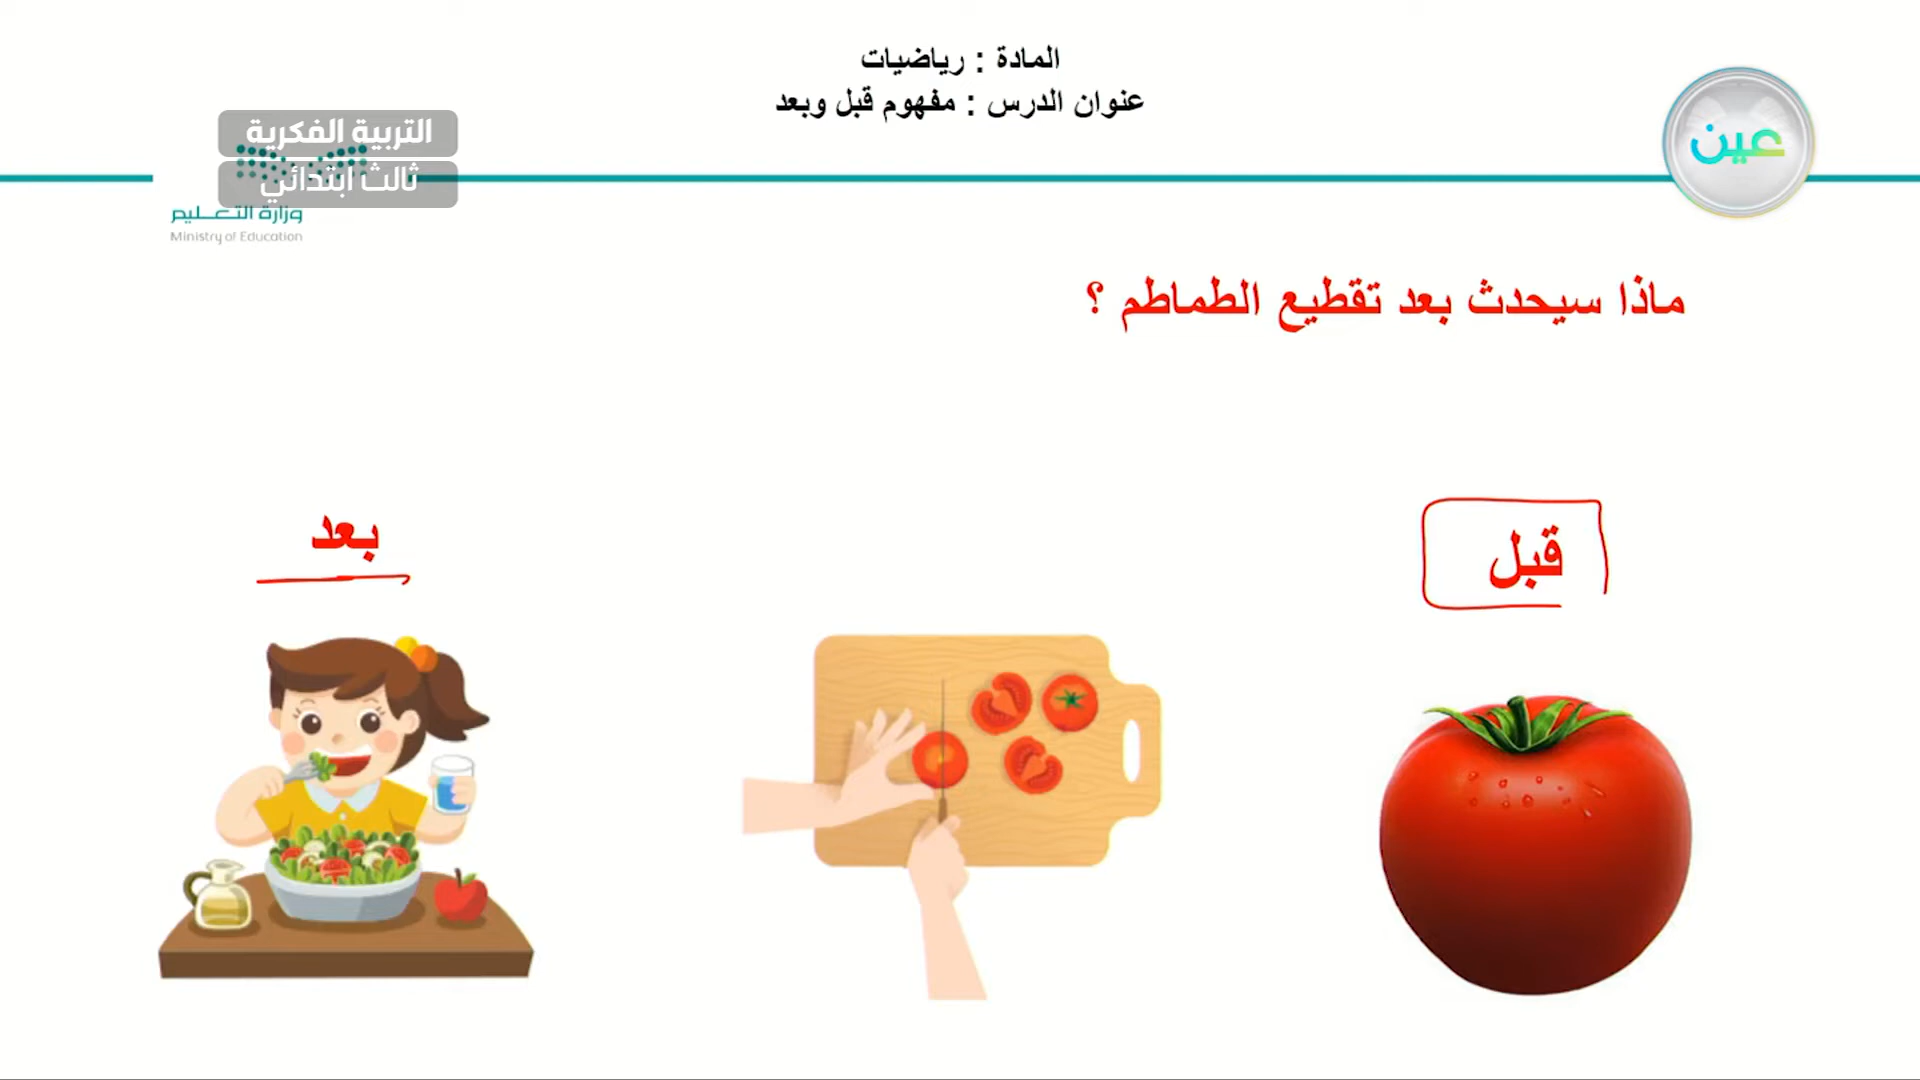 المادة : رياضيات
عنوان الدرس : مفهوم قبل وبعد
عين
التربية الفكرية
ثالث ابتدائي
وزارة التعـــليم
Ministry of Education
ماذا سيحدث بعد تقطيع الطماطم ؟
قبل
بعد